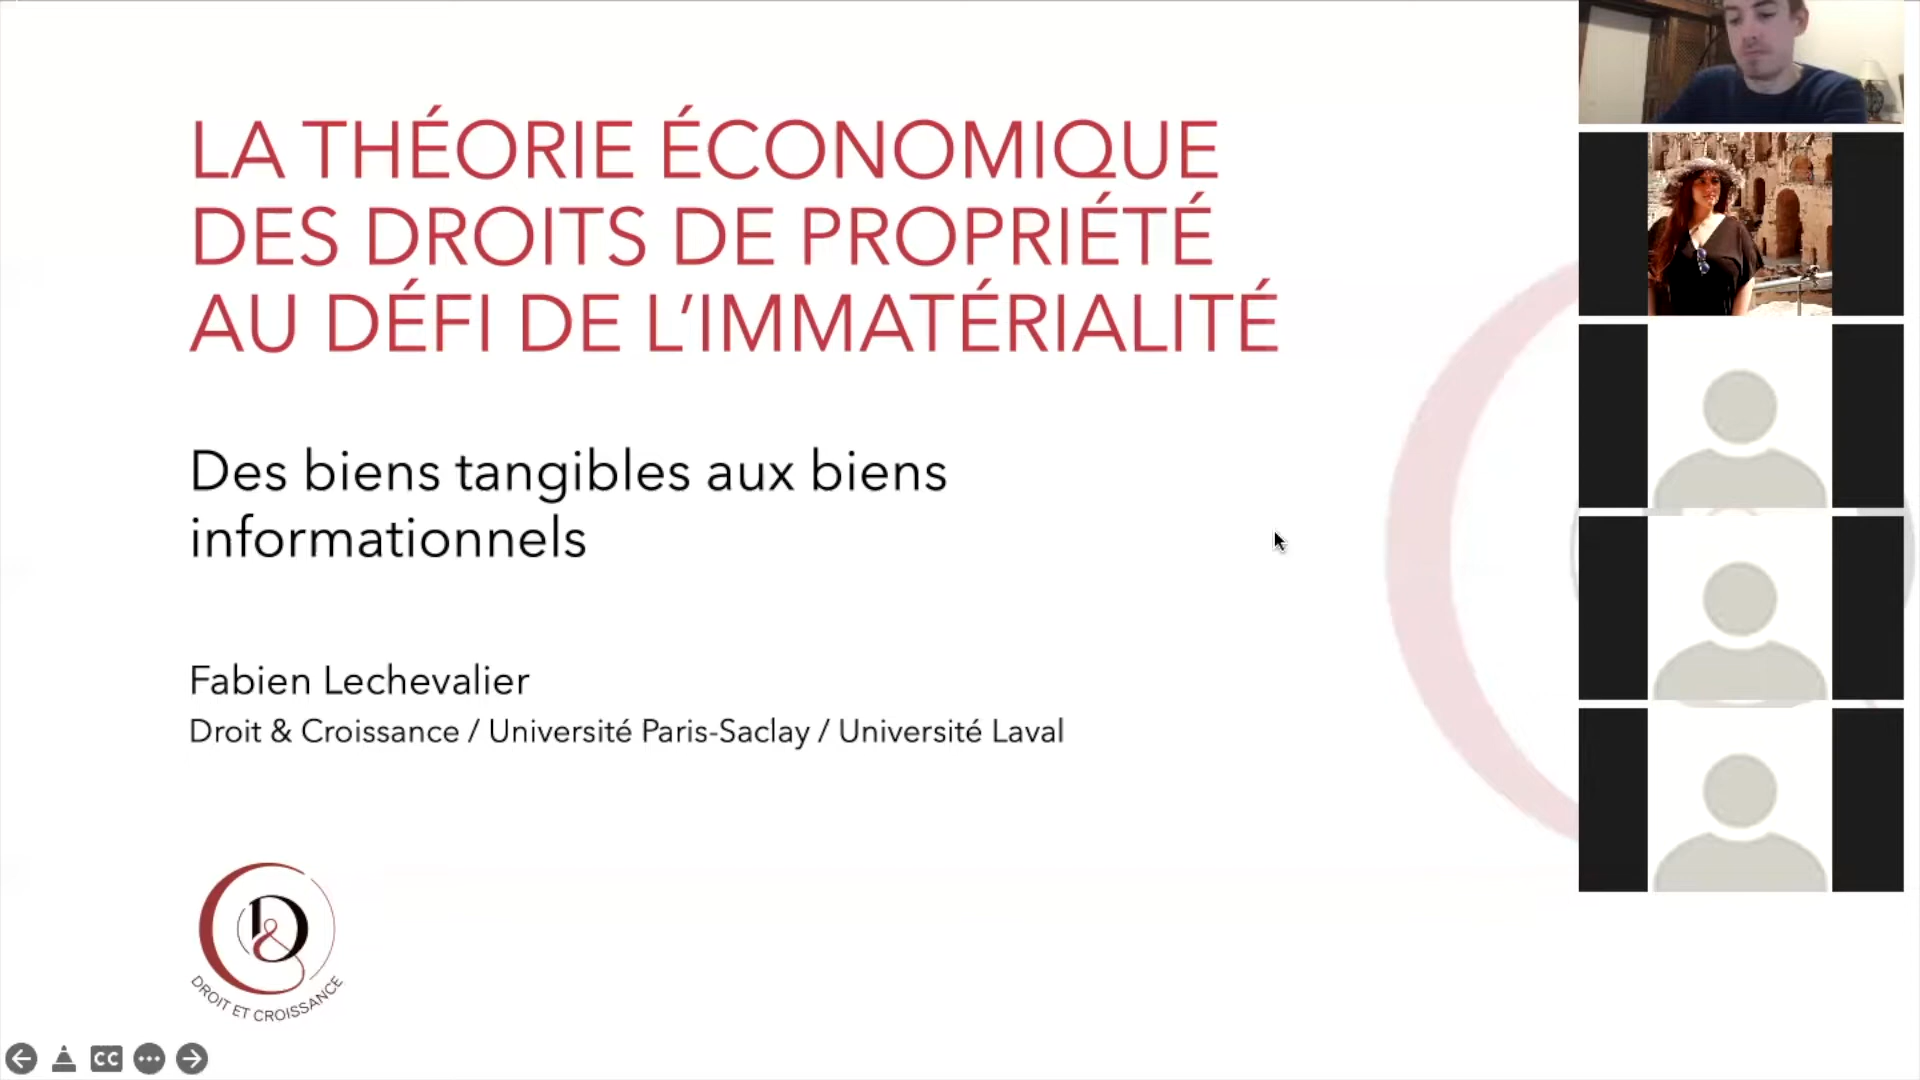 LA THÉORIE ÉCONOMIQUE
DES DROITS DE PROPRIÉTÉ
AU DÉFI DE L’IMMATÉRIALITÉ
Des biens tangibles aux biens
informationnels
Fabien Lechevalier
Droit & Croissance / Université Paris-Saclay / Université Laval
D&
DROIT ET CROISSANCE
CC